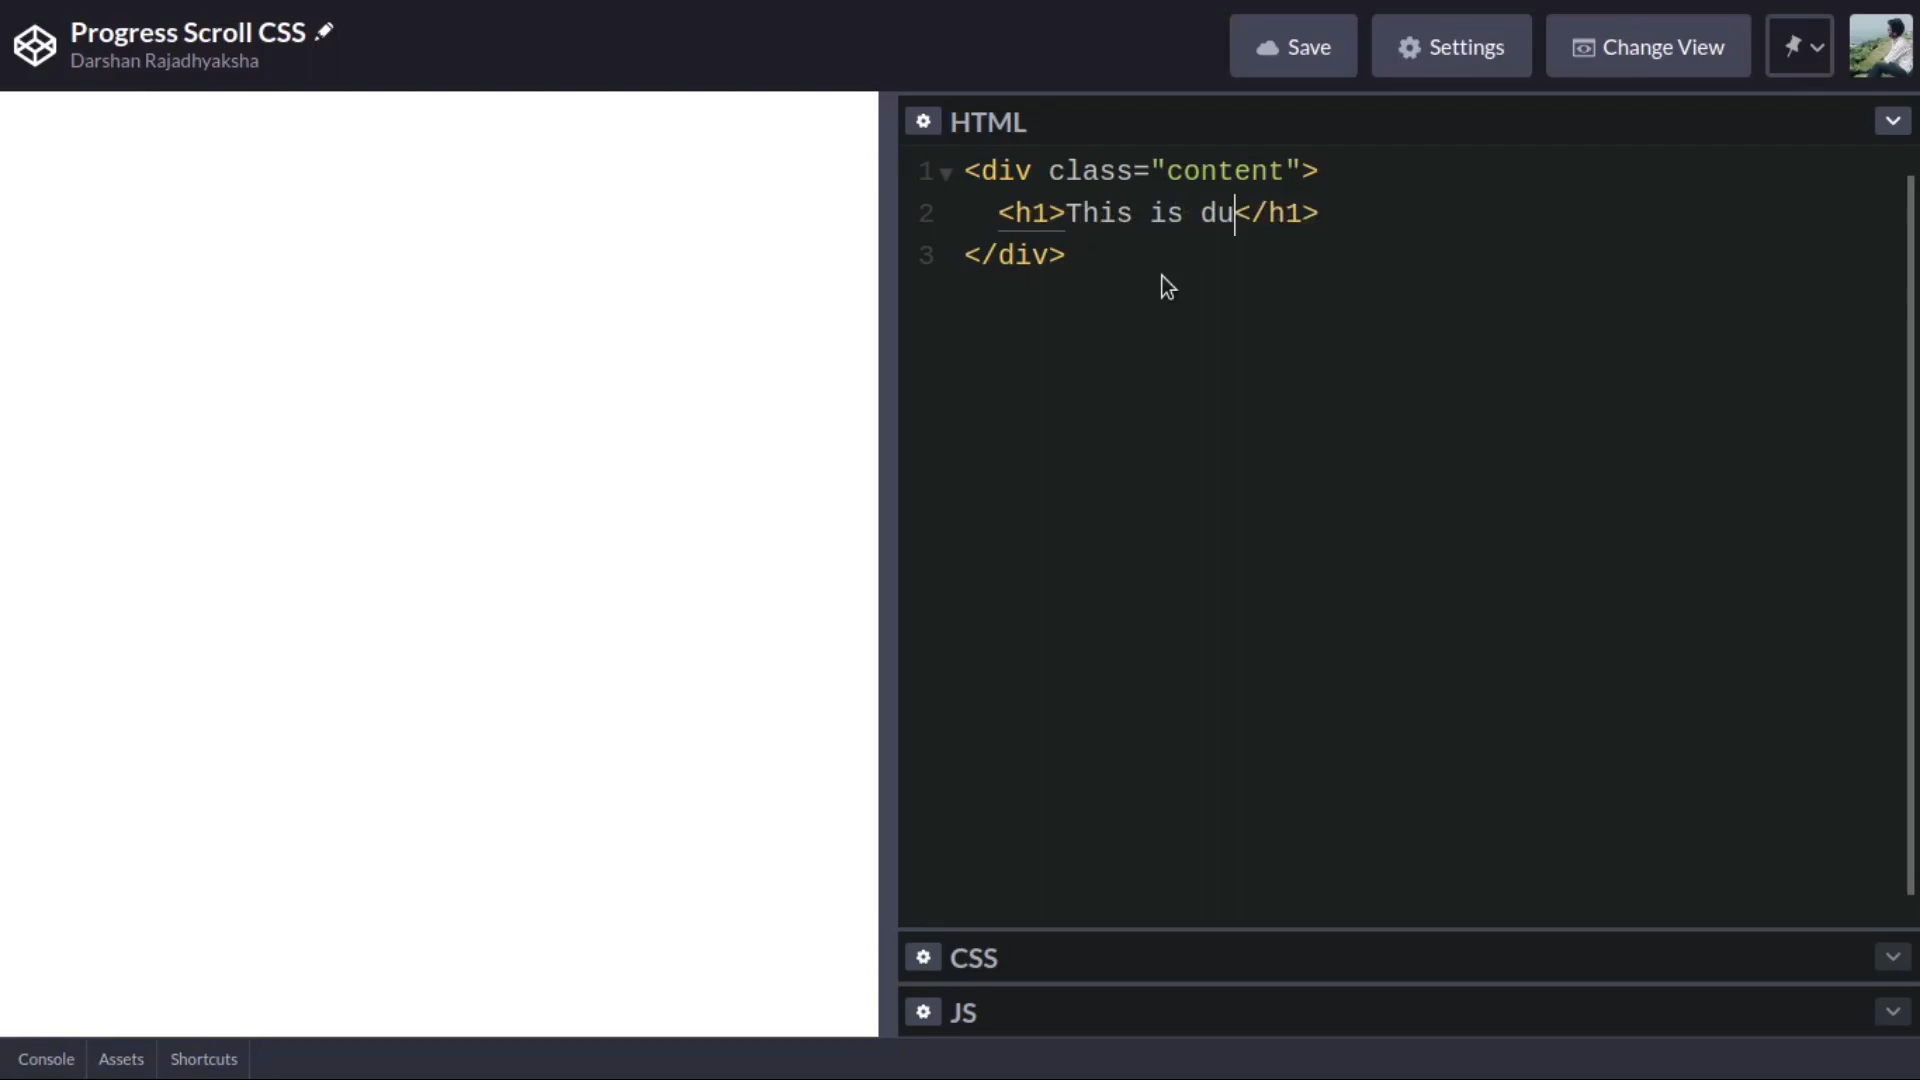 Progress Scroll CSS
Darshan Rajadhyaksha
Save
Settings
Change View
HTML
1 <div class="content">
2 <h1>This is du</h1>
3 </div>
CSS
JS
Console
Assets
Shortcuts